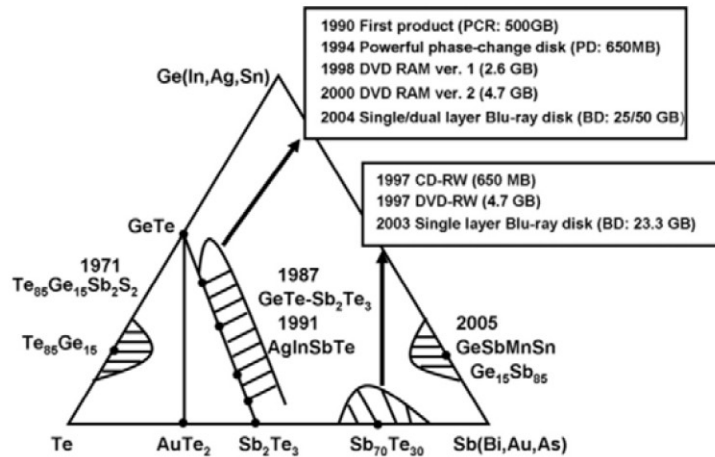 1990 First product (PCR: 500GB)
1994 Powerful phase-change disk (PD: 650MB)
1998 DVD RAM ver. 1 (2.6 GB)
2000 DVD RAM ver. 2 (4.7 GB)
2004 Single/dual layer Blu-ray disk (BD: 25/50 GB)
Ge(In,Ag,Sn)
1997 CD-RW (650 MB)
1997 DVD-RW (4.7 GB)
2003 Single layer Blu-ray disk (BD: 23.3 GB)
GeTe
1971
Te₈₅Ge₁₅Sb₂S₂
1987
GeTe-Sb₂Te₃
1991
AgInSbTe
Te₈₅Ge₁₅
2005
GeSbMnSn
Ge₁₅Sb₈₅
Te
AuTe₂
Sb₂Te₃
Sb₇₀Te₃₀
Sb(Bi,Au,As)